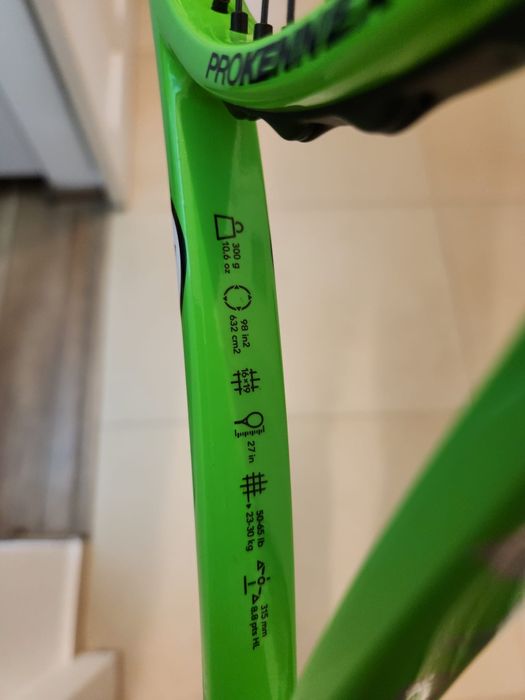 PROKENNEX
300 g
10.6 oz
98 in2
632 cm2
16x19
27 in
50-65 lb
23-30 kg
315 mm
8.8 pts HL